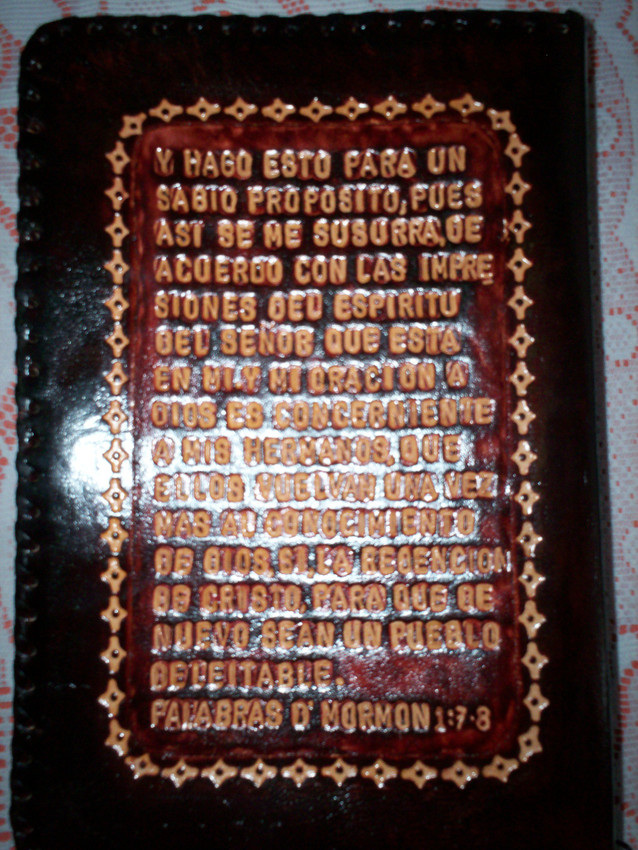 Y HAGO ESTO PARA UN
SABIO PROPOSITO, PUES
ASI SE ME SUSURRA, DE
ACUERDO CON LAS IMPRE
SIONES DEL ESPIRITU
DEL SEÑOR QUE ESTA
EN MI Y MI ORACION A
DIOS ES CONCERNIENTE
A MIS HERMANOS, QUE
ELLOS VUELVAN UNA VEZ
MAS AL CONOCIMIENTO
DE DIOS, SI, LA REDENCION
DE CRISTO, PARA QUE DE
NUEVO SEAN UN PUEBLO
DELEITABLE.
PALABRAS D' MORMON 1:7-8